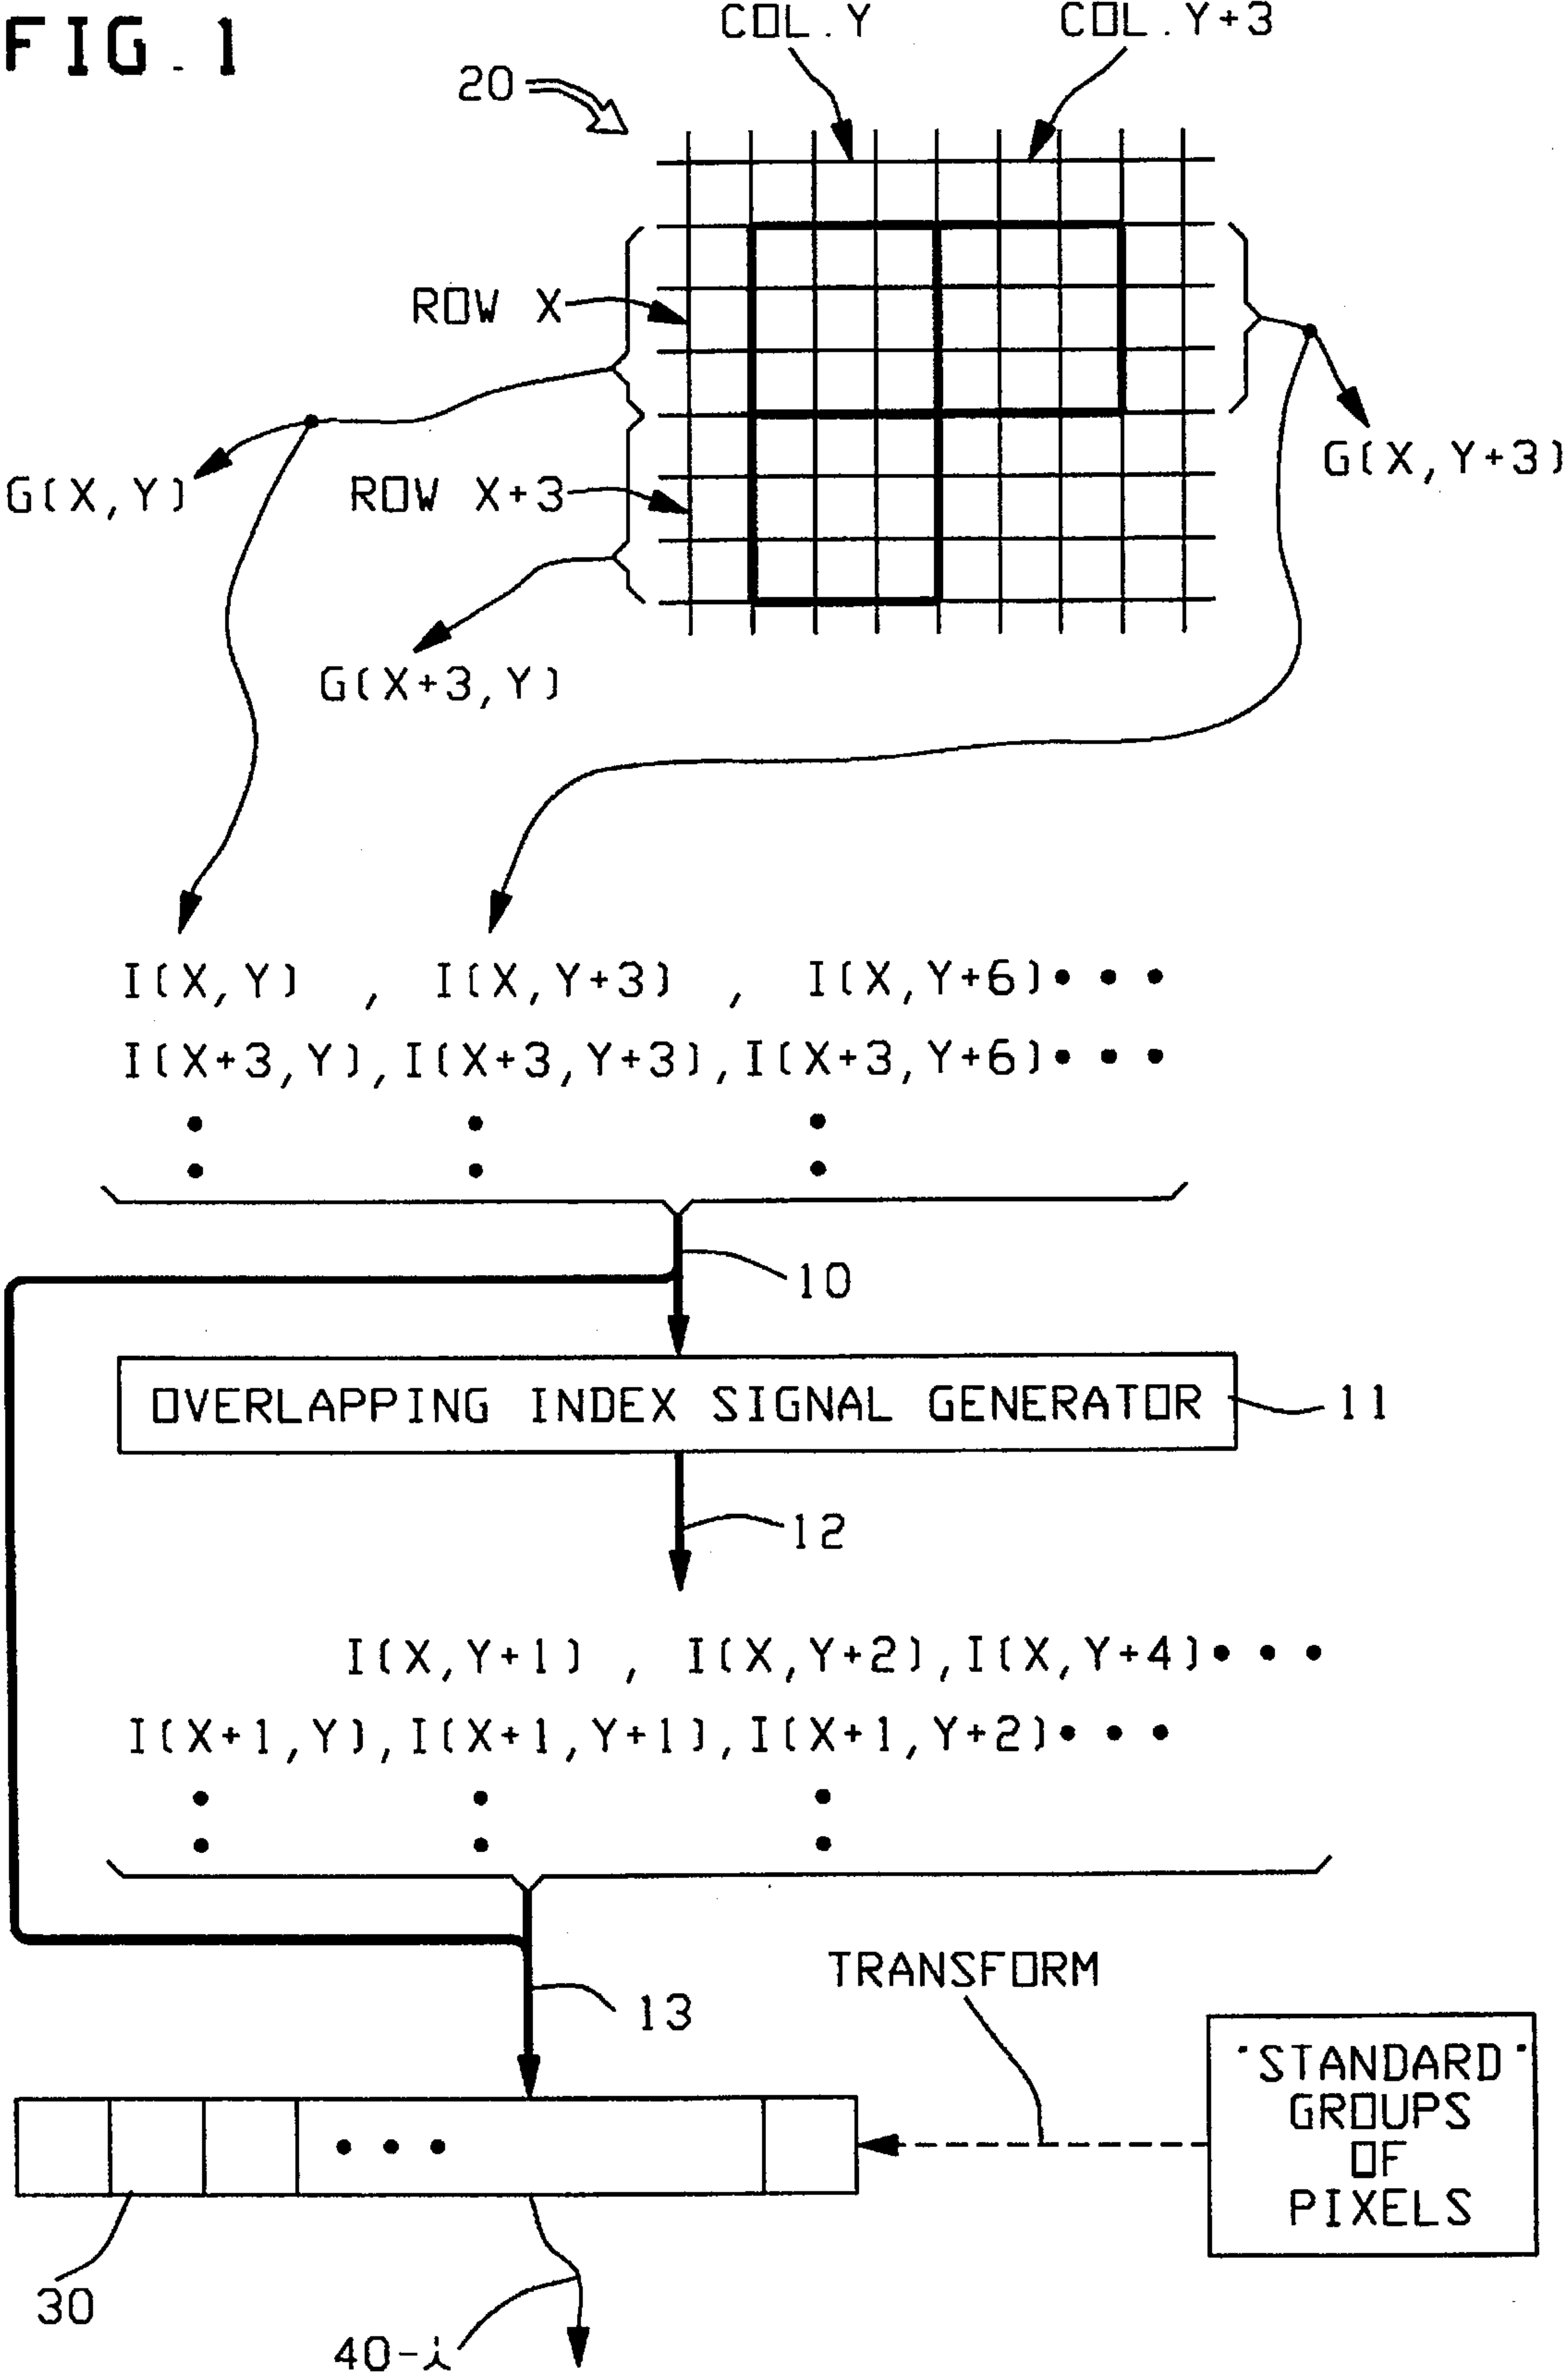 FIG. 1
COL. Y
COL. Y+3
20
ROW X
G(X,Y)
ROW X+3
G(X,Y+3)
G(X+3,Y)
I(X,Y) , I(X,Y+3) , I(X,Y+6)•••
I(X+3,Y),I(X+3,Y+3),I(X+3,Y+6)•••
10
OVERLAPPING INDEX SIGNAL GENERATOR
11
12
I(X,Y+1) , I(X,Y+2),I(X,Y+4)•••
I(X+1,Y),I(X+1,Y+1),I(X+1,Y+2)•••
TRANSFORM
13
'STANDARD'
GROUPS
OF
PIXELS
•••
30
40-i